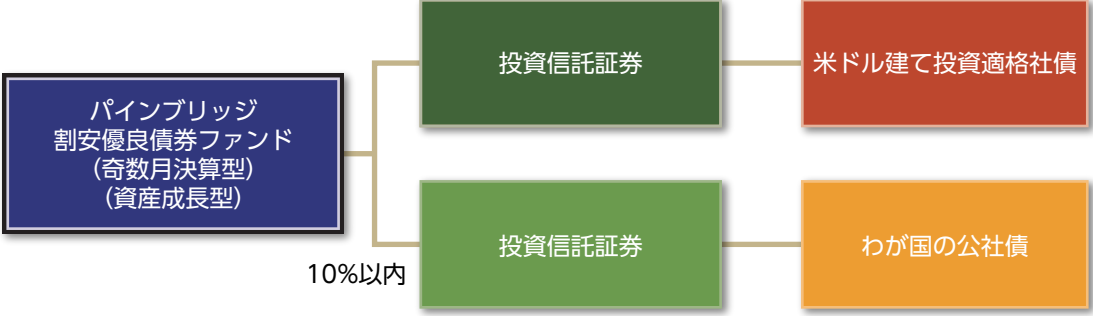 パインブリッジ
割安優良債券ファンド
(奇数月決算型)
(資産成長型)
投資信託証券
米ドル建て投資適格社債
10%以内
投資信託証券
わが国の公社債